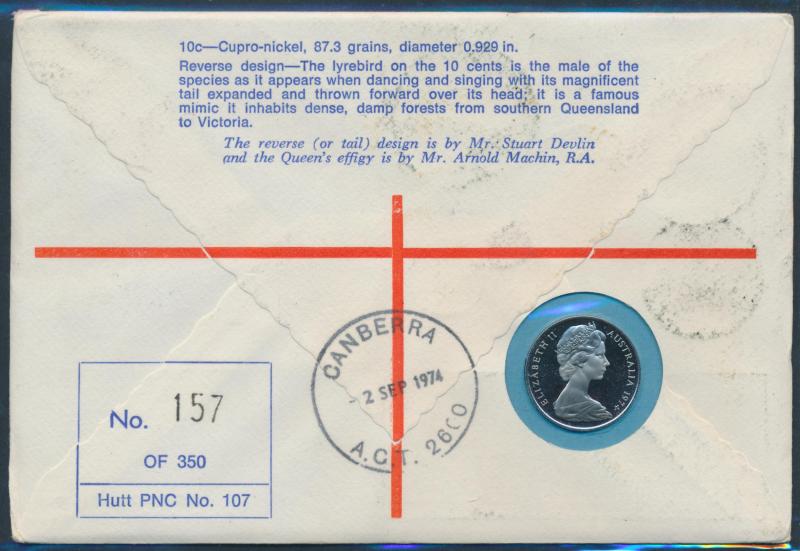 10c—Cupro-nickel, 87.3 grains, diameter 0.929 in.
Reverse design—The lyrebird on the 10 cents is the male of the
species as it appears when dancing and singing with its magnificent
tail expanded and thrown forward over its head; it is a famous
mimic it inhabits dense, damp forests from southern Queensland
to Victoria.
The reverse (or tail) design is by Mr. Stuart Devlin
and the Queen's effigy is by Mr. Arnold Machin, R.A.
CANBERRA
- 2 SEP 1974
A.C.T. 2600
ELIZABETH II AUSTRALIA 1974
No. 157
OF 350
Hutt PNC No. 107